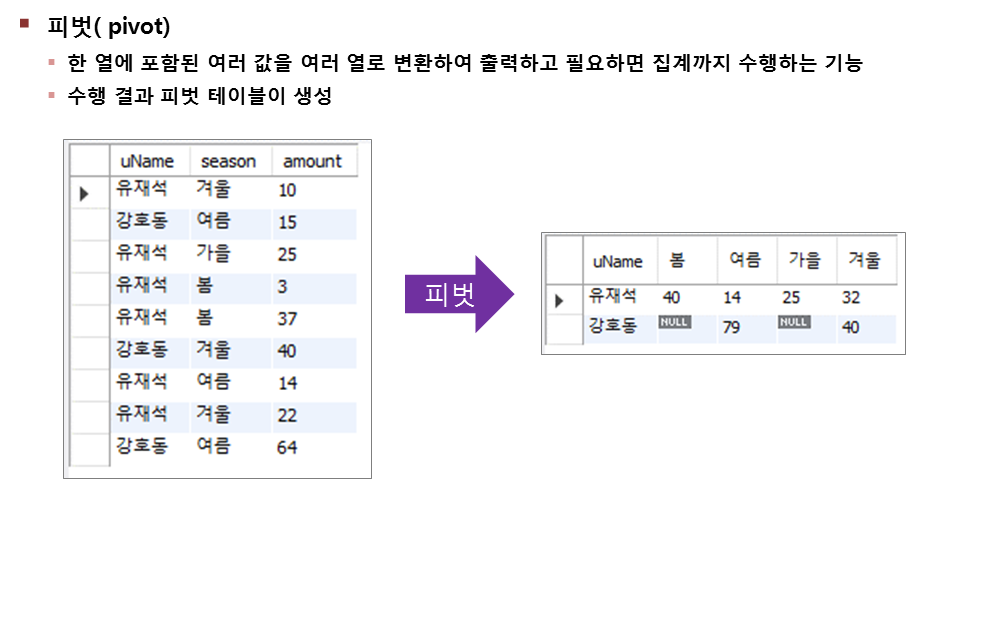 피벗( pivot)
한 열에 포함된 여러 값을 여러 열로 변환하여 출력하고 필요하면 집계까지 수행하는 기능
수행 결과 피벗 테이블이 생성
uName season amount
유재석 겨울 10
강호동 여름 15
유재석 가을 25
유재석 봄 3
유재석 봄 37
강호동 겨울 40
유재석 여름 14
유재석 겨울 22
강호동 여름 64
피벗
uName 봄 여름 가을 겨울
유재석 40 14 25 32
강호동 NULL 79 NULL 40